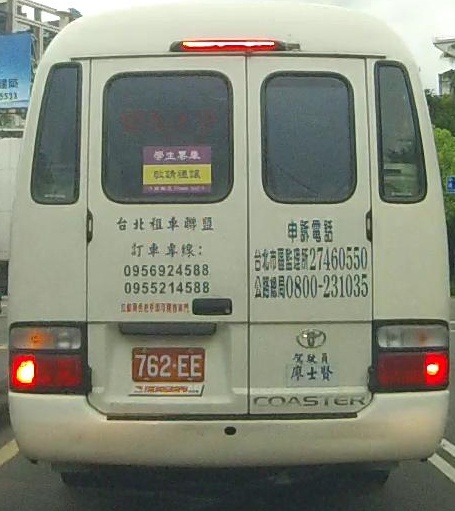 學生專車
敬請禮讓
台北租車聯盟
訂車專線：
0956924588
0955214588
申訴電話
台北市區監理所27460550
公路總局0800-231035
762-EE
駕駛員
廖士賢
COASTER